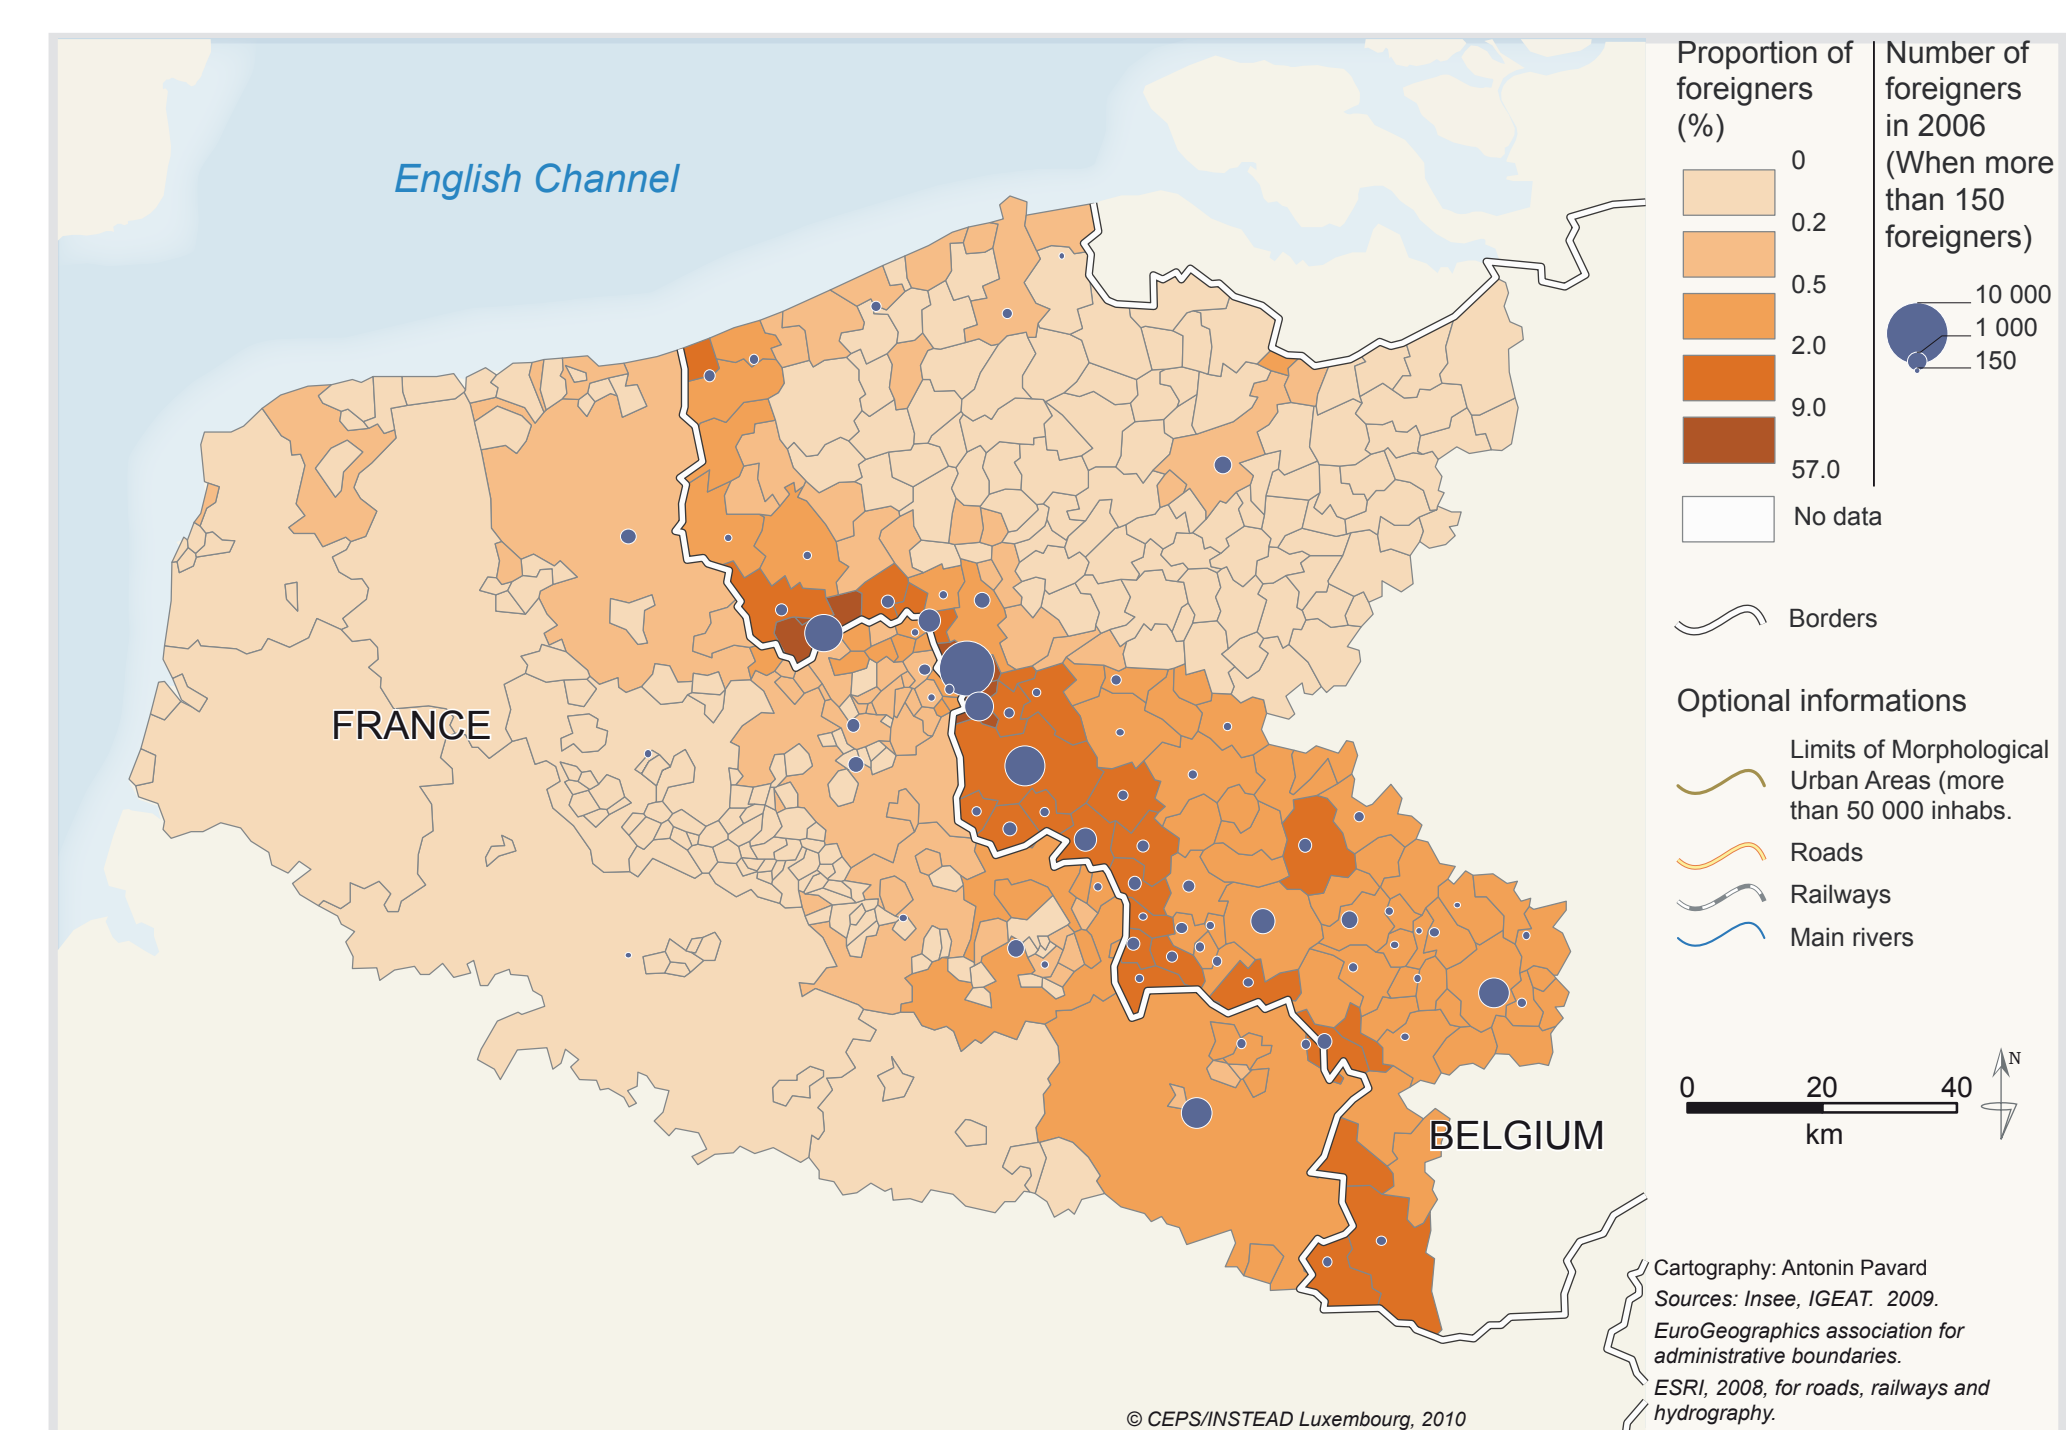 English Channel
FRANCE
BELGIUM
© CEPS/INSTEAD Luxembourg, 2010
Proportion of
foreigners
(%)
0
0.2
0.5
2.0
9.0
57.0
No data
Number of
foreigners
in 2006
(When more
than 150
foreigners)
10 000
1 000
150
Borders
Optional informations
Limits of Morphological
Urban Areas (more
than 50 000 inhabs.
Roads
Railways
Main rivers
N
0 20 40
km
Cartography: Antonin Pavard
Sources: Insee, IGEAT. 2009.
EuroGeographics association for
administrative boundaries.
ESRI, 2008, for roads, railways and
hydrography.